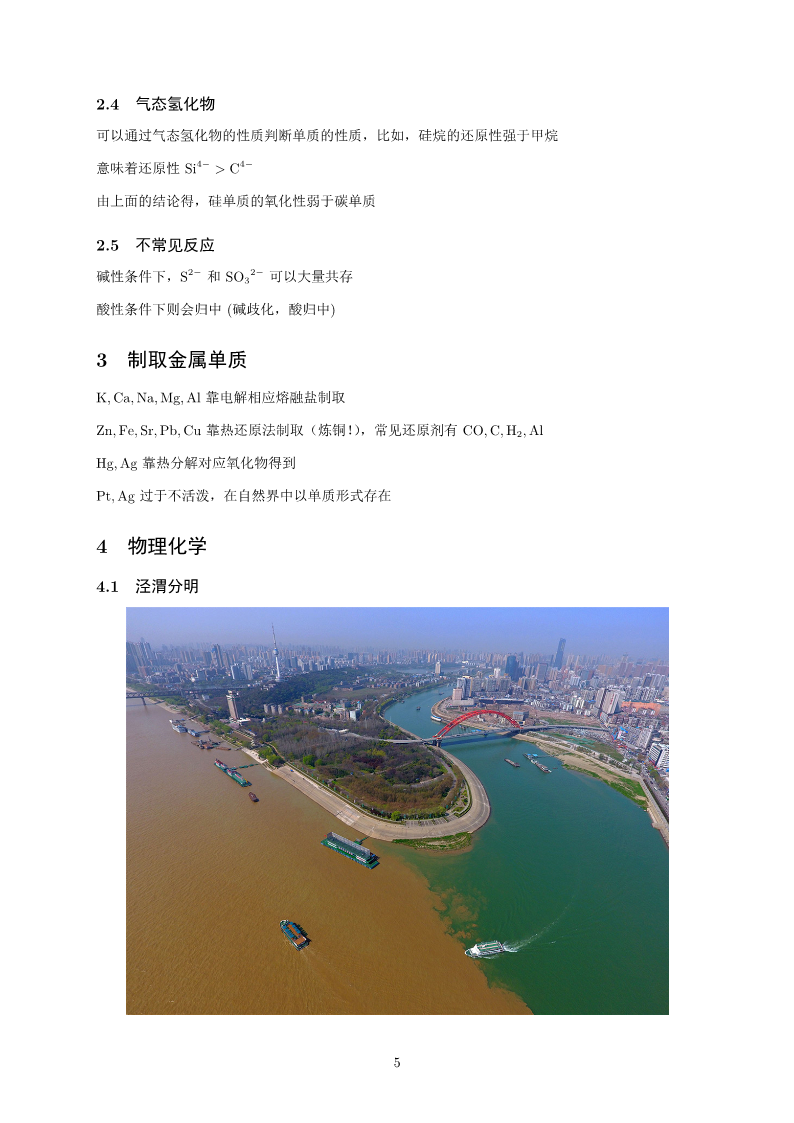 2.4 气态氢化物
可以通过气态氢化物的性质判断单质的性质，比如，硅烷的还原性强于甲烷
意味着还原性 Si⁴⁻ > C⁴⁻
由上面的结论得，硅单质的氧化性弱于碳单质
2.5 不常见反应
碱性条件下，S²⁻ 和 SO₃²⁻ 可以大量共存
酸性条件下则会归中 (碱歧化，酸归中)
3 制取金属单质
K, Ca, Na, Mg, Al 靠电解相应熔融盐制取
Zn, Fe, Sr, Pb, Cu 靠热还原法制取（炼铜！），常见还原剂有 CO, C, H₂, Al
Hg, Ag 靠热分解对应氧化物得到
Pt, Ag 过于不活泼，在自然界中以单质形式存在
4 物理化学
4.1 泾渭分明
5